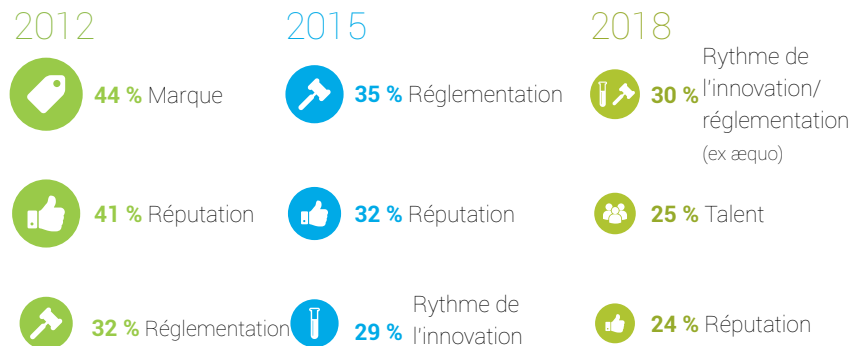 2012
44 % Marque
41 % Réputation
32 % Réglementation
2015
35 % Réglementation
32 % Réputation
29 % Rythme de
l'innovation
2018
30 % Rythme de
l'innovation/
réglementation
(ex æquo)
25 % Talent
24 % Réputation